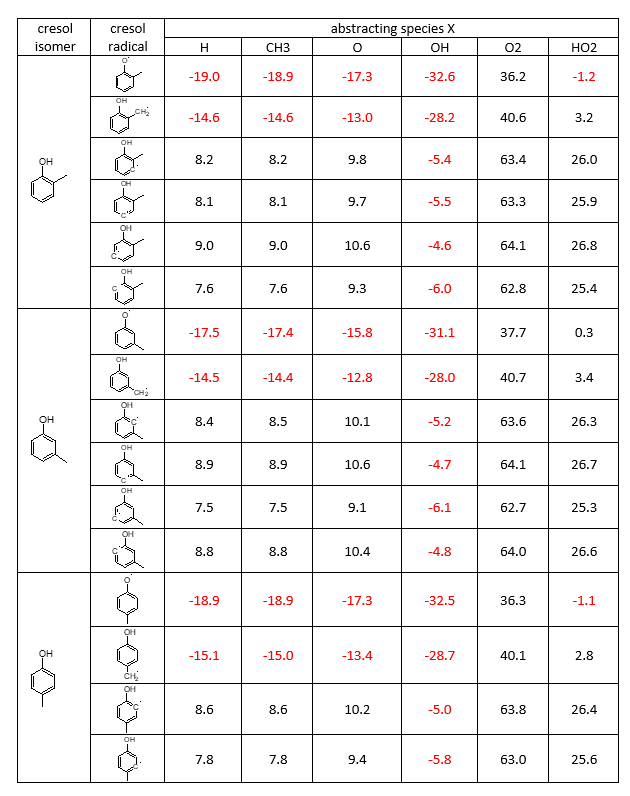 cresol isomer cresol radical abstracting species X
H CH3 O OH O2 HO2
O· -19.0 -18.9 -17.3 -32.6 36.2 -1.2
OH CH2· -14.6 -14.6 -13.0 -28.2 40.6 3.2
OH C· 8.2 8.2 9.8 -5.4 63.4 26.0
OH
OH C· 8.1 8.1 9.7 -5.5 63.3 25.9
OH C· 9.0 9.0 10.6 -4.6 64.1 26.8
OH C· 7.6 7.6 9.3 -6.0 62.8 25.4
O· -17.5 -17.4 -15.8 -31.1 37.7 0.3
OH CH2· -14.5 -14.4 -12.8 -28.0 40.7 3.4
OH
OH C· 8.4 8.5 10.1 -5.2 63.6 26.3
OH C· 8.9 8.9 10.6 -4.7 64.1 26.7
OH C· 7.5 7.5 9.1 -6.1 62.7 25.3
OH C· 8.8 8.8 10.4 -4.8 64.0 26.6
O· -18.9 -18.9 -17.3 -32.5 36.3 -1.1
OH
OH CH2· -15.1 -15.0 -13.4 -28.7 40.1 2.8
OH C· 8.6 8.6 10.2 -5.0 63.8 26.4
OH C· 7.8 7.8 9.4 -5.8 63.0 25.6